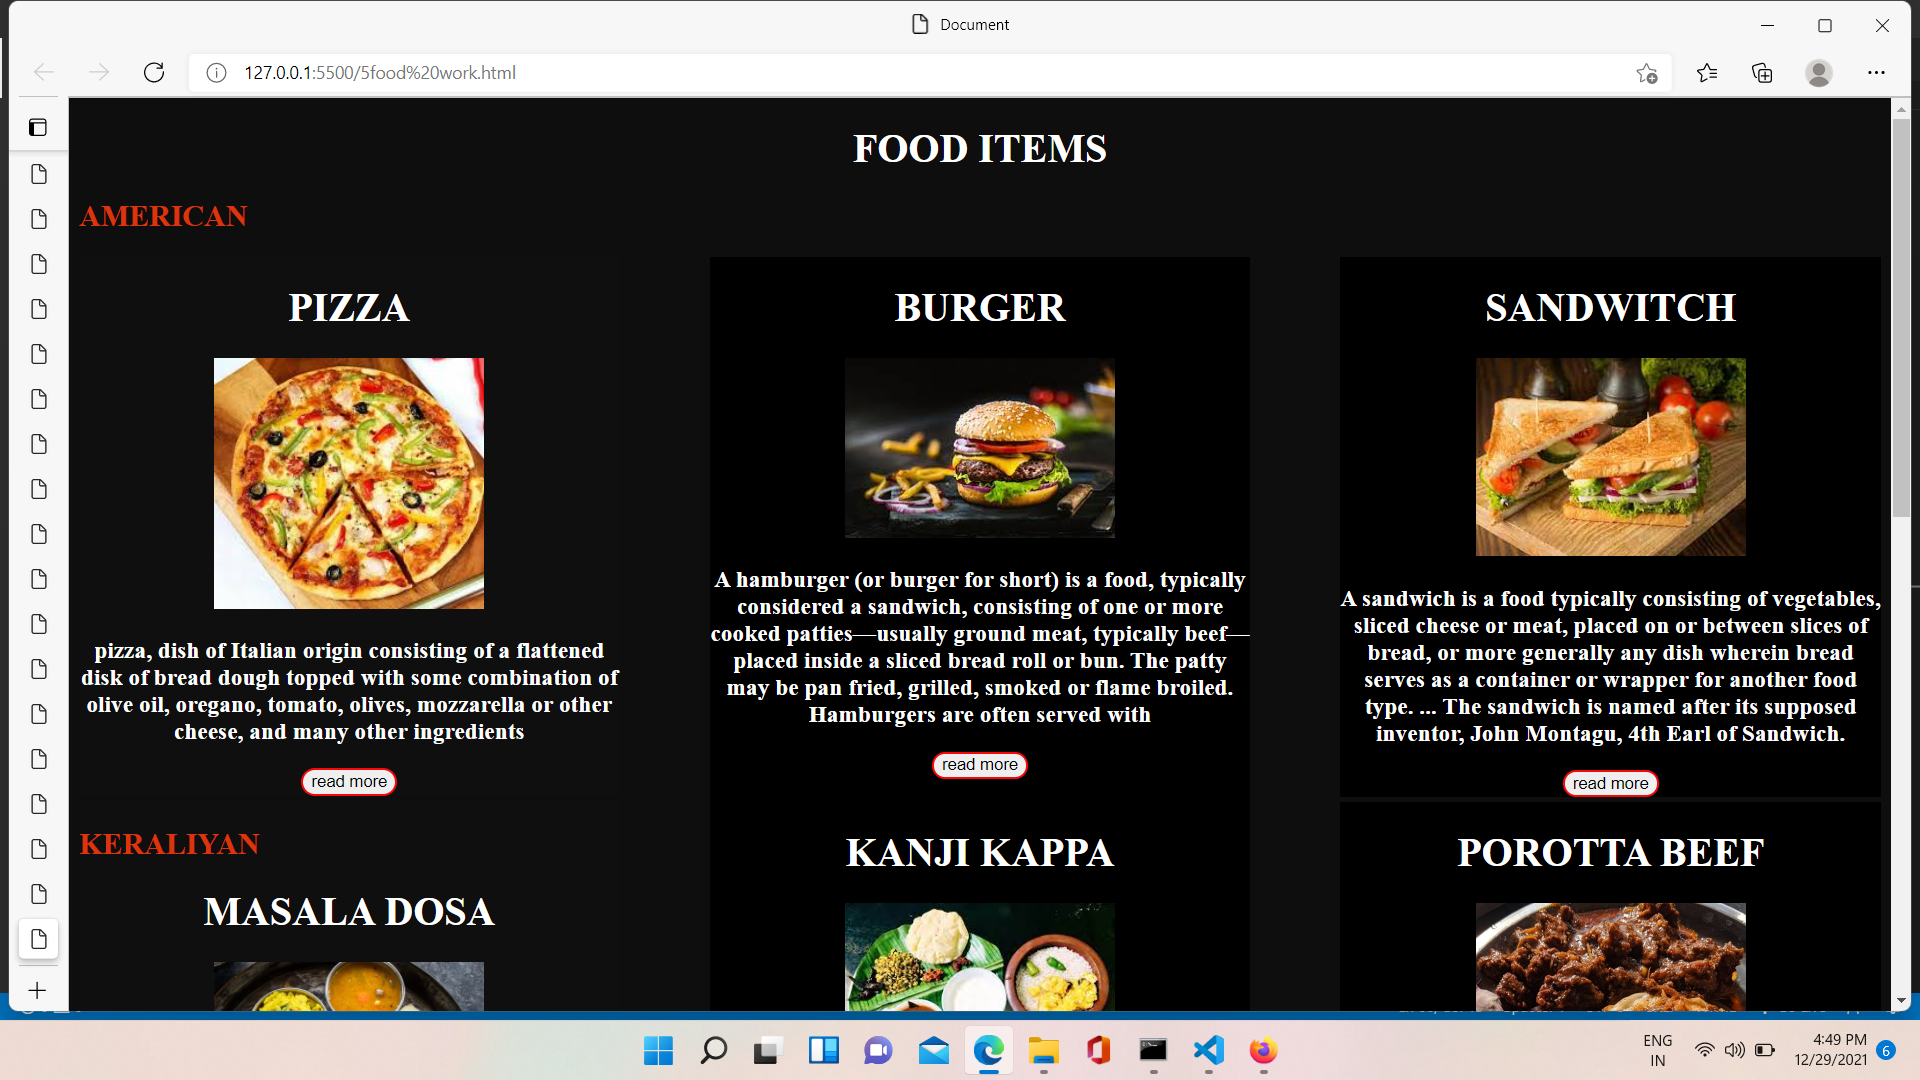 Document
127.0.0.1:5500/5food%20work.html
FOOD ITEMS
AMERICAN
PIZZA
pizza, dish of Italian origin consisting of a flattened
disk of bread dough topped with some combination of
olive oil, oregano, tomato, olives, mozzarella or other
cheese, and many other ingredients
read more
BURGER
A hamburger (or burger for short) is a food, typically
considered a sandwich, consisting of one or more
cooked patties—usually ground meat, typically beef—
placed inside a sliced bread roll or bun. The patty
may be pan fried, grilled, smoked or flame broiled.
Hamburgers are often served with
read more
SANDWITCH
A sandwich is a food typically consisting of vegetables,
sliced cheese or meat, placed on or between slices of
bread, or more generally any dish wherein bread
serves as a container or wrapper for another food
type. ... The sandwich is named after its supposed
inventor, John Montagu, 4th Earl of Sandwich.
read more
KERALIYAN
MASALA DOSA
KANJI KAPPA
POROTTA BEEF
ENG
IN
4:49 PM
12/29/2021
6